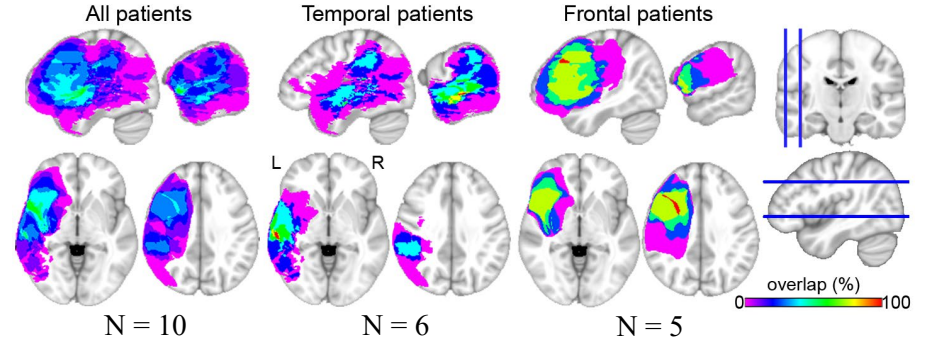 All patients
Temporal patients
Frontal patients
L
R
overlap (%)
0
100
N = 10
N = 6
N = 5